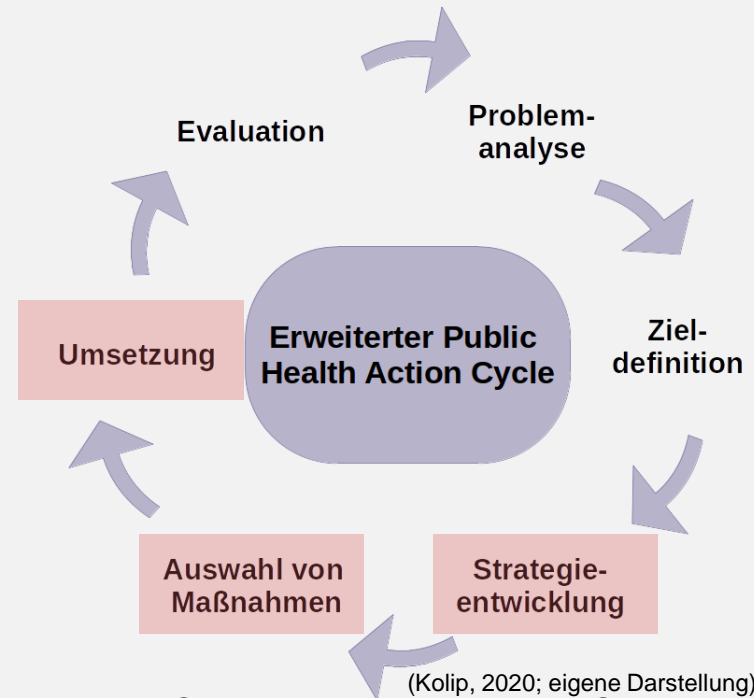 Evaluation
Problem-
analyse
Ziel-
definition
Strategie-
entwicklung
Auswahl von
Maßnahmen
Umsetzung
Erweiterter Public
Health Action Cycle
(Kolip, 2020; eigene Darstellung)